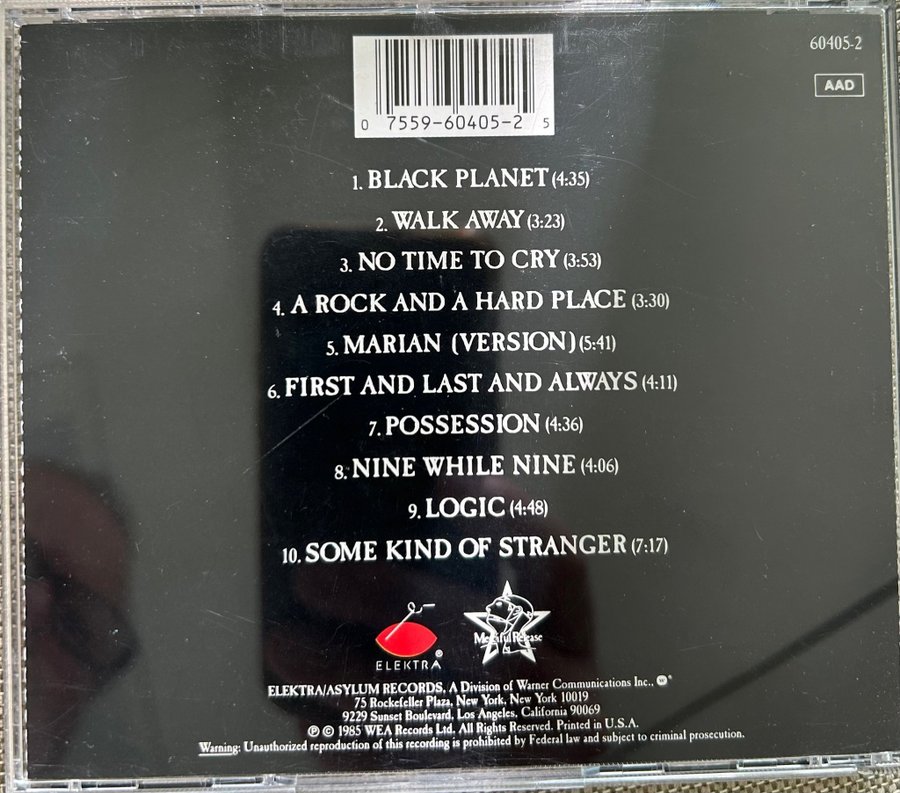 60405-2
AAD
0 7559-60405-2 5
1. BLACK PLANET (4:35)
2. WALK AWAY (3:23)
3. NO TIME TO CRY (3:53)
4. A ROCK AND A HARD PLACE (3:30)
5. MARIAN (VERSION) (5:41)
6. FIRST AND LAST AND ALWAYS (4:11)
7. POSSESSION (4:36)
8. NINE WHILE NINE (4:06)
9. LOGIC (4:48)
10. SOME KIND OF STRANGER (7:17)
ELEKTRA®
Merciful Release
ELEKTRA/ASYLUM RECORDS, A Division of Warner Communications Inc., ⓦ®
75 Rockefeller Plaza, New York, New York 10019
9229 Sunset Boulevard, Los Angeles, California 90069
℗ © 1985 WEA Records Ltd. All Rights Reserved. Printed in U.S.A.
Warning: Unauthorized reproduction of this recording is prohibited by Federal law and subject to criminal prosecution.